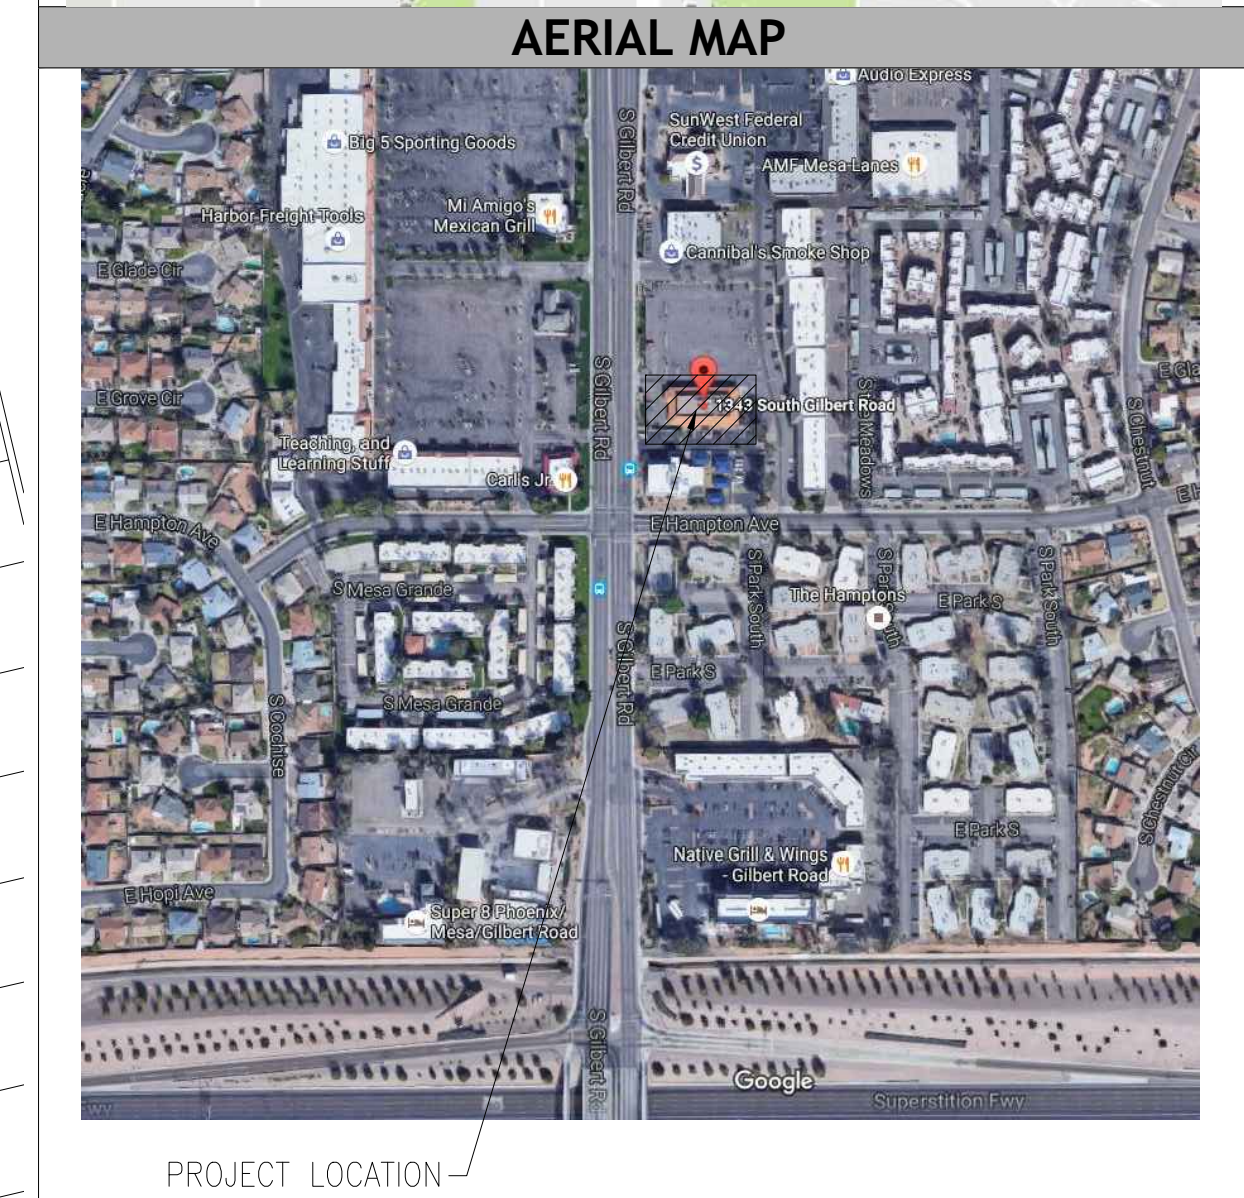 AERIAL MAP
Audio Express
SunWest Federal
Credit Union
S Gilbert Rd
Big 5 Sporting Goods
AMF Mesa Lanes
Mi Amigo's
Mexican Grill
Harbor Freight Tools
Cannibal's Smoke Shop
E Glade Cir
S Gilbert Rd
E Gla
E Grove Cir
1343 South Gilbert Road
Meadows
S Chestnut
Teaching, and
Learning Stuff
Carl's Jr.
E H
E Hampton Ave
E Hampton Ave
S Mesa Grande
S Park South
The Hamptons
E Park S
S Park South
S Gilbert Rd
E Park S
S Mesa Grande
S Cochise
S Chestnut Cir
E Park S
Native Grill & Wings
- Gilbert Road
E Hopi Ave
Super 8 Phoenix/
Mesa/Gilbert Road
S Gilbert Rd
Google
Fwy
Superstition Fwy
PROJECT LOCATION